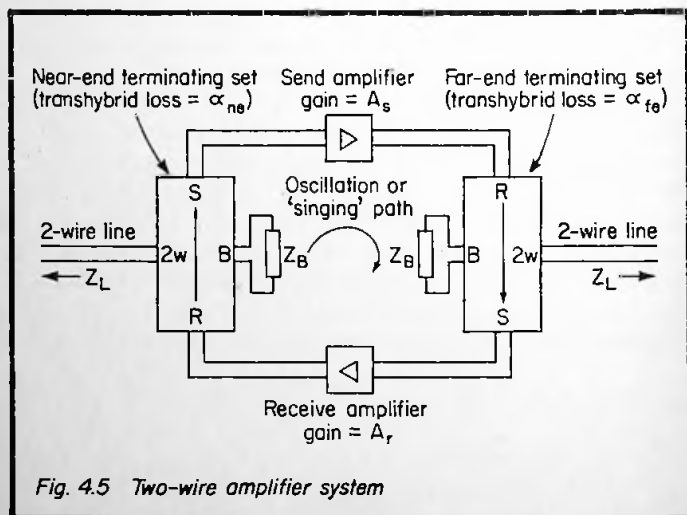 Near-end terminating set
(transhybrid loss = α_ne)
Send amplifier
gain = A_s
Far-end terminating set
(transhybrid loss = α_fe)
S
R
Oscillation or
'singing' path
2-wire line
2w
B
Z_B
Z_B
B
2w
2-wire line
Z_L
Z_L
R
S
Receive amplifier
gain = A_r
Fig. 4.5 Two-wire amplifier system